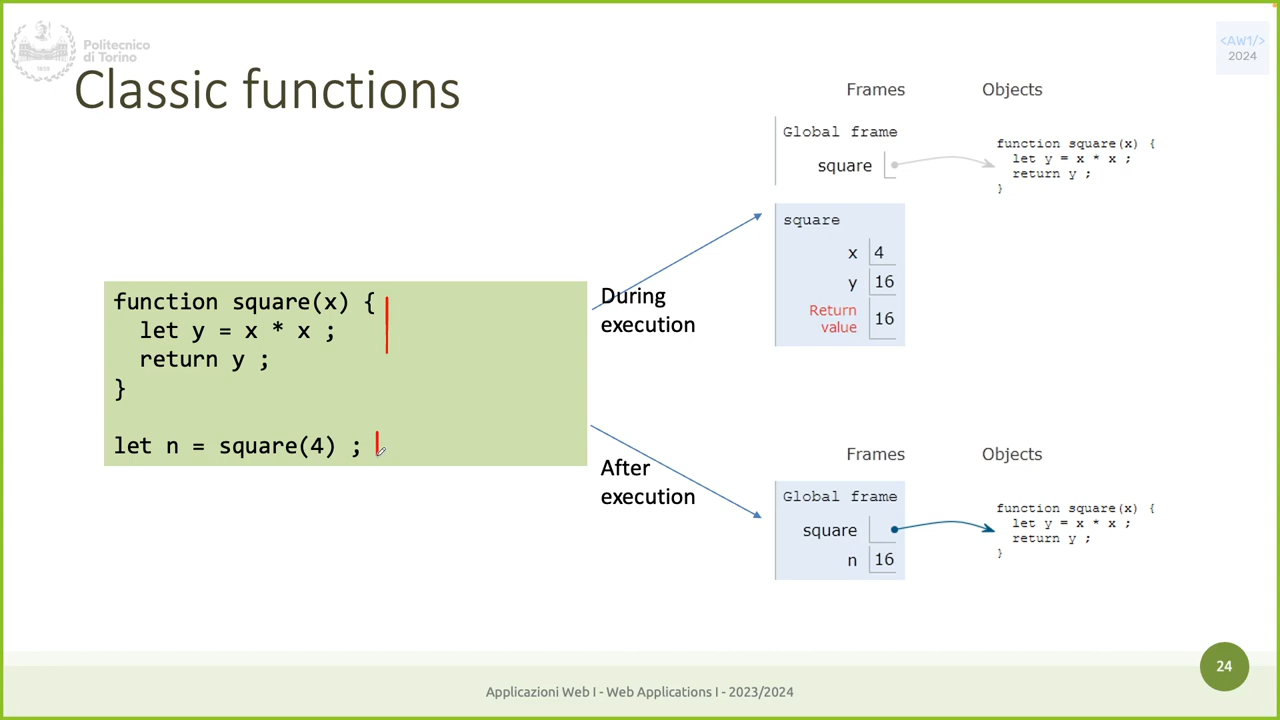 Politecnico
di Torino
1859
<AW1/>
2024
Classic functions
function square(x) {
  let y = x * x ;
  return y ;
}
let n = square(4) ;
During
execution
After
execution
Frames
Objects
Global frame
square
function square(x) {
  let y = x * x ;
  return y ;
}
square
x 4
y 16
Return
value 16
Frames
Objects
Global frame
square
n 16
function square(x) {
  let y = x * x ;
  return y ;
}
24
Applicazioni Web I - Web Applications I - 2023/2024